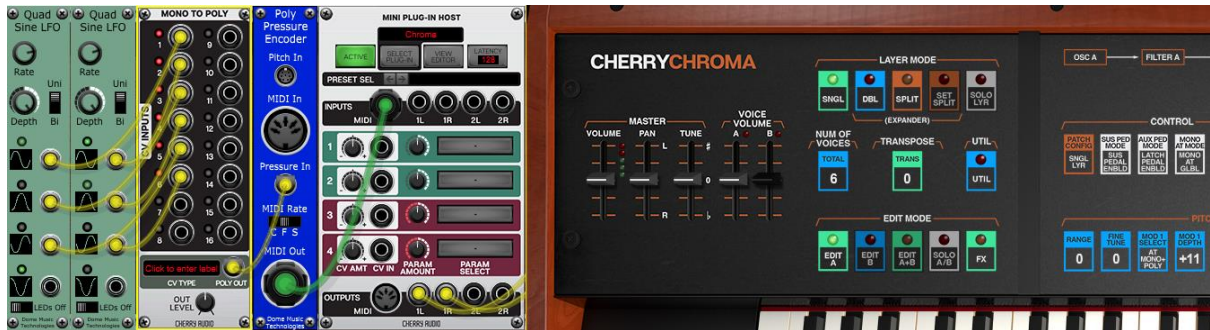 Quad
Sine LFO
Rate
Uni
Depth
Bi
LEDs Off
Dome Music
Technologies
Quad
Sine LFO
Rate
Uni
Depth
Bi
LEDs Off
Dome Music
Technologies
MONO TO POLY
1
9
2
10
3
11
4
12
5
13
6
14
7
15
8
16
CV INPUTS
Click to enter label
CV TYPE
POLY OUT
OUT
LEVEL
CHERRY AUDIO
Poly
Pressure
Encoder
Pitch In
MIDI In
Pressure In
MIDI Rate
C F S
MIDI Out
Dome Music
Technologies
MINI PLUG-IN HOST
Chroma
ACTIVE
SELECT
PLUG-IN
VIEW
EDITOR
LATENCY
128
PRESET SEL
INPUTS
MIDI
1L
1R
2L
2R
1
2
3
4
CV AMT
CV IN
PARAM
AMOUNT
PARAM
SELECT
OUTPUTS
MIDI
1L
1R
2L
2R
CHERRY AUDIO
CHERRYCHROMA
MASTER
VOLUME
PAN
TUNE
L
R
♯
0
♭
VOICE
VOLUME
A
B
LAYER MODE
SNGL
DBL
SPLIT
SET
SPLIT
SOLO
LYR
(EXPANDER)
NUM OF
VOICES
TOTAL
6
TRANSPOSE
TRANS
0
UTIL
UTIL
EDIT MODE
EDIT
A
EDIT
B
EDIT
A+B
SOLO
A/B
FX
OSC A
FILTER A
CONTROL
PATCH
CONFIG
SNGL
LYR
SUS PED
MODE
SUS
PEDAL
ENBLD
AUX PED
MODE
LATCH
PEDAL
ENBLD
MONO
AT MODE
MONO
AT
GLBL
PITC
RANGE
0
FINE
TUNE
0
MOD 1
SELECT
AT
MONO+
POLY
MOD 1
DEPTH
+11